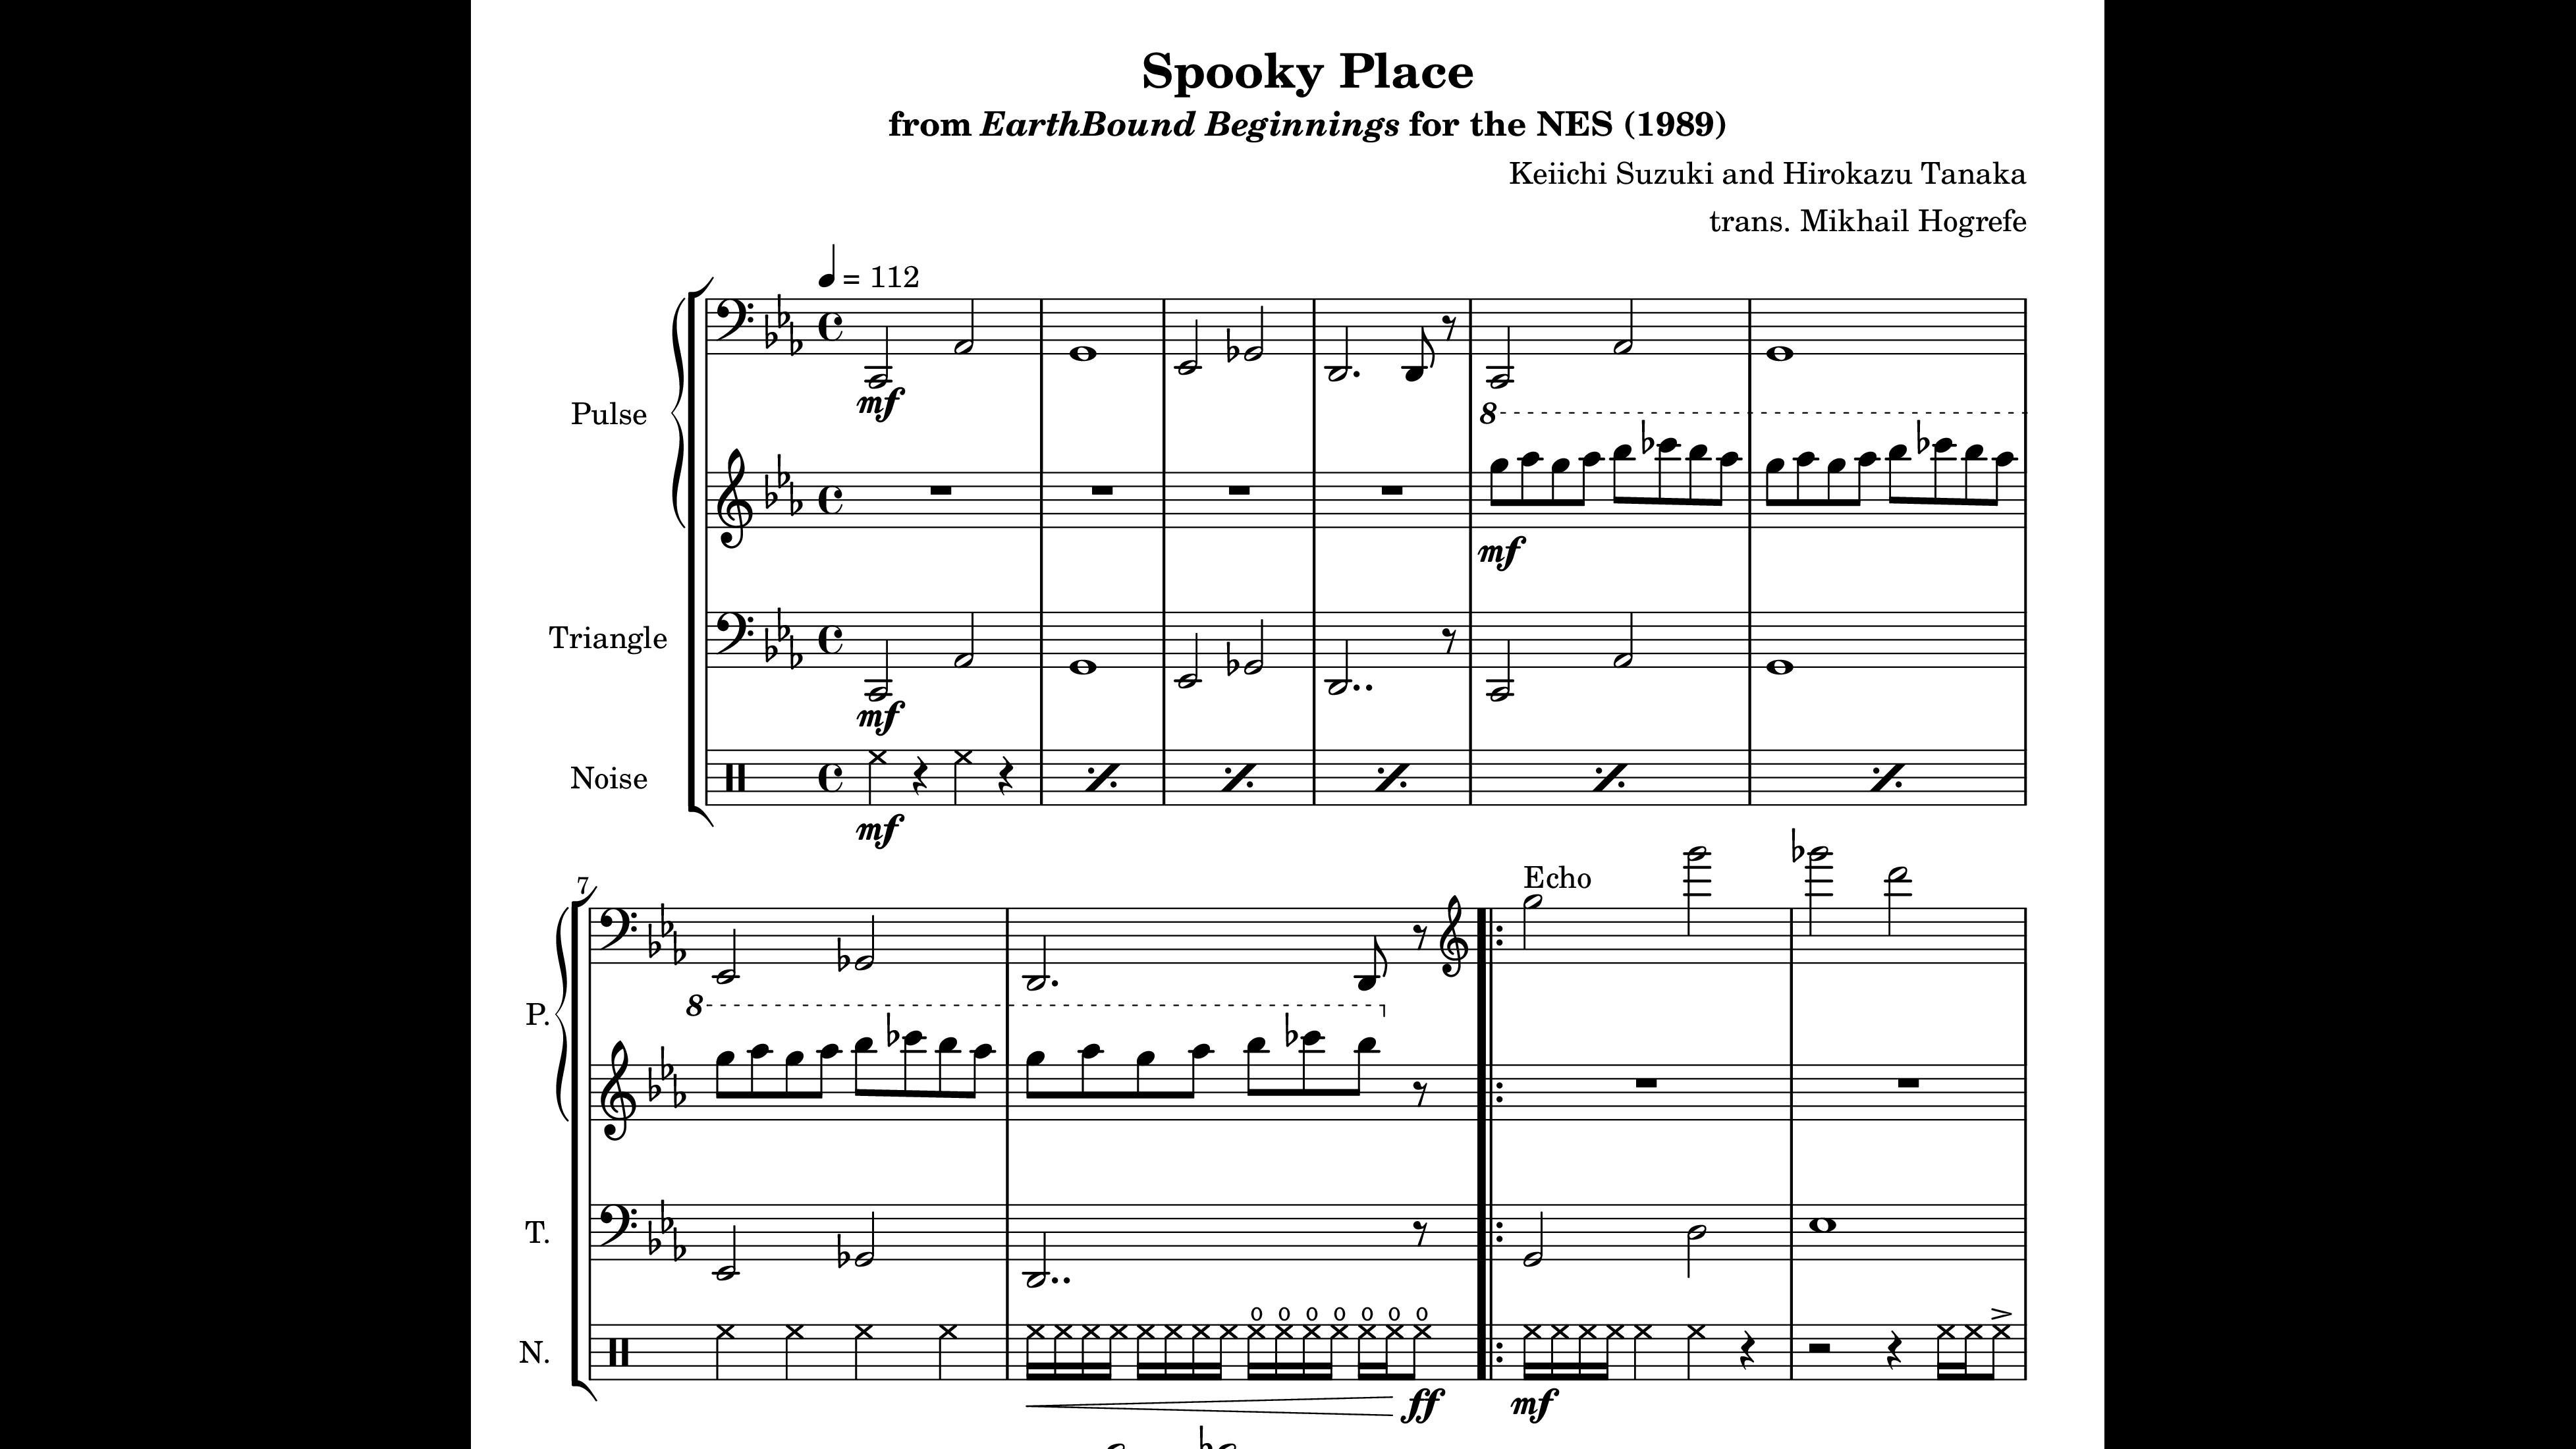 Spooky Place
from EarthBound Beginnings for the NES (1989)
Keiichi Suzuki and Hirokazu Tanaka
trans. Mikhail Hogrefe
= 112
Pulse
mf
8
mf
Triangle
mf
Noise
mf
7
Echo
P.
8
T.
N.
ff
mf